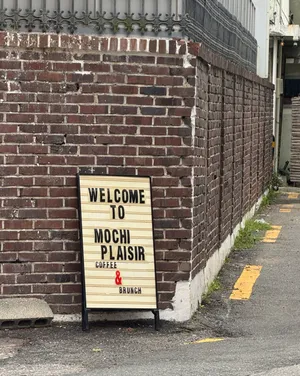 WELCOME
TO
MOCHI
PLAISIR
COFFEE
&
BRUNCH